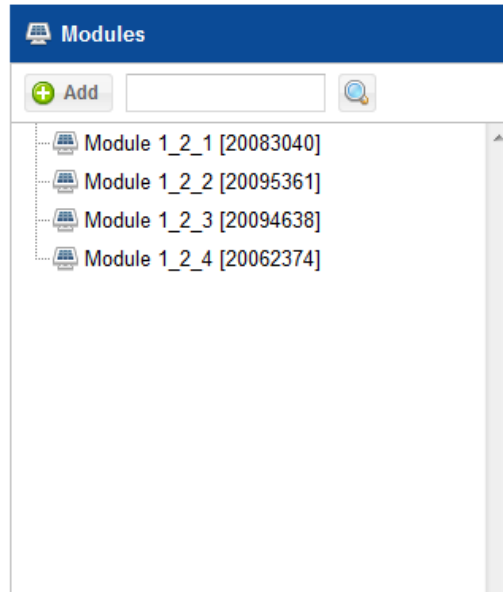 Modules
Add
Module 1_2_1 [20083040]
Module 1_2_2 [20095361]
Module 1_2_3 [20094638]
Module 1_2_4 [20062374]